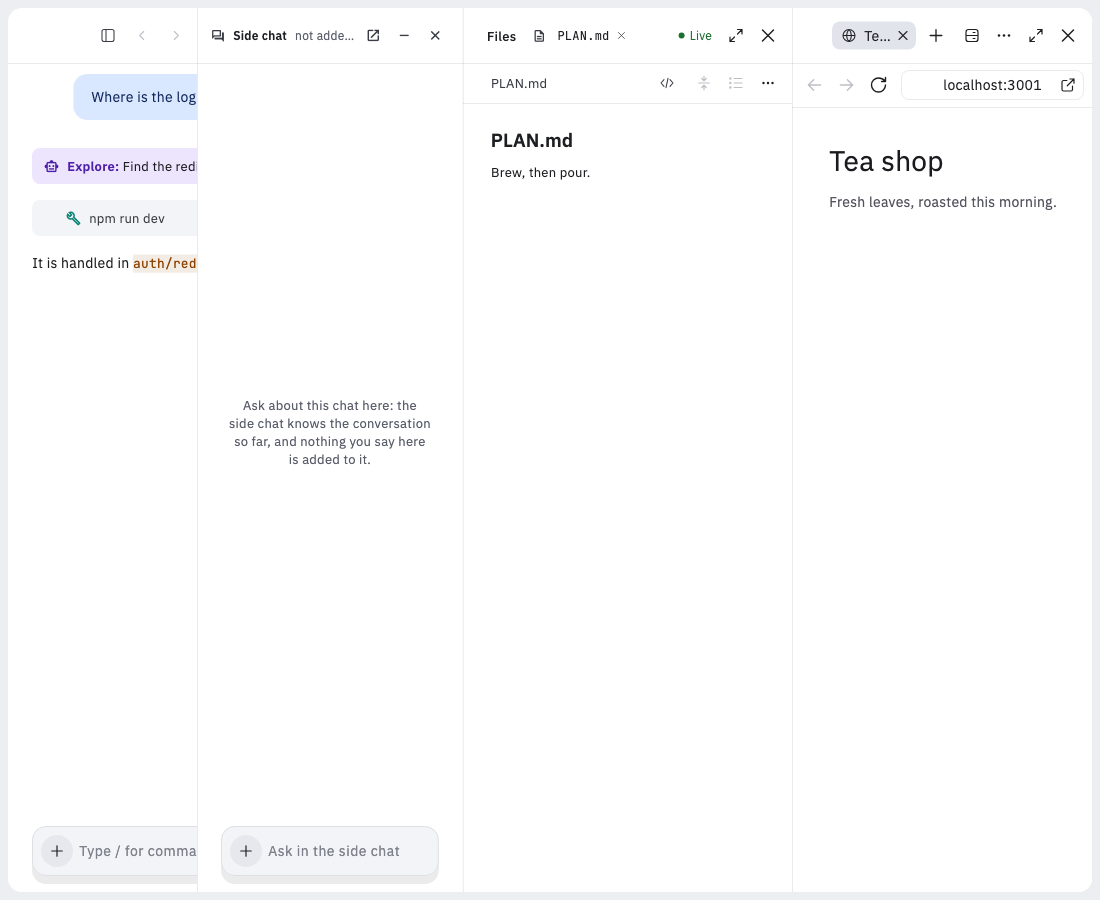 Where is the log
Explore: Find the redi
npm run dev
It is handled in auth/red
Type / for comma
Side chat not adde...
Ask about this chat here: the
side chat knows the conversation
so far, and nothing you say here
is added to it.
Ask in the side chat
Files PLAN.md Live
PLAN.md
PLAN.md
Brew, then pour.
Te...
localhost:3001
Tea shop
Fresh leaves, roasted this morning.